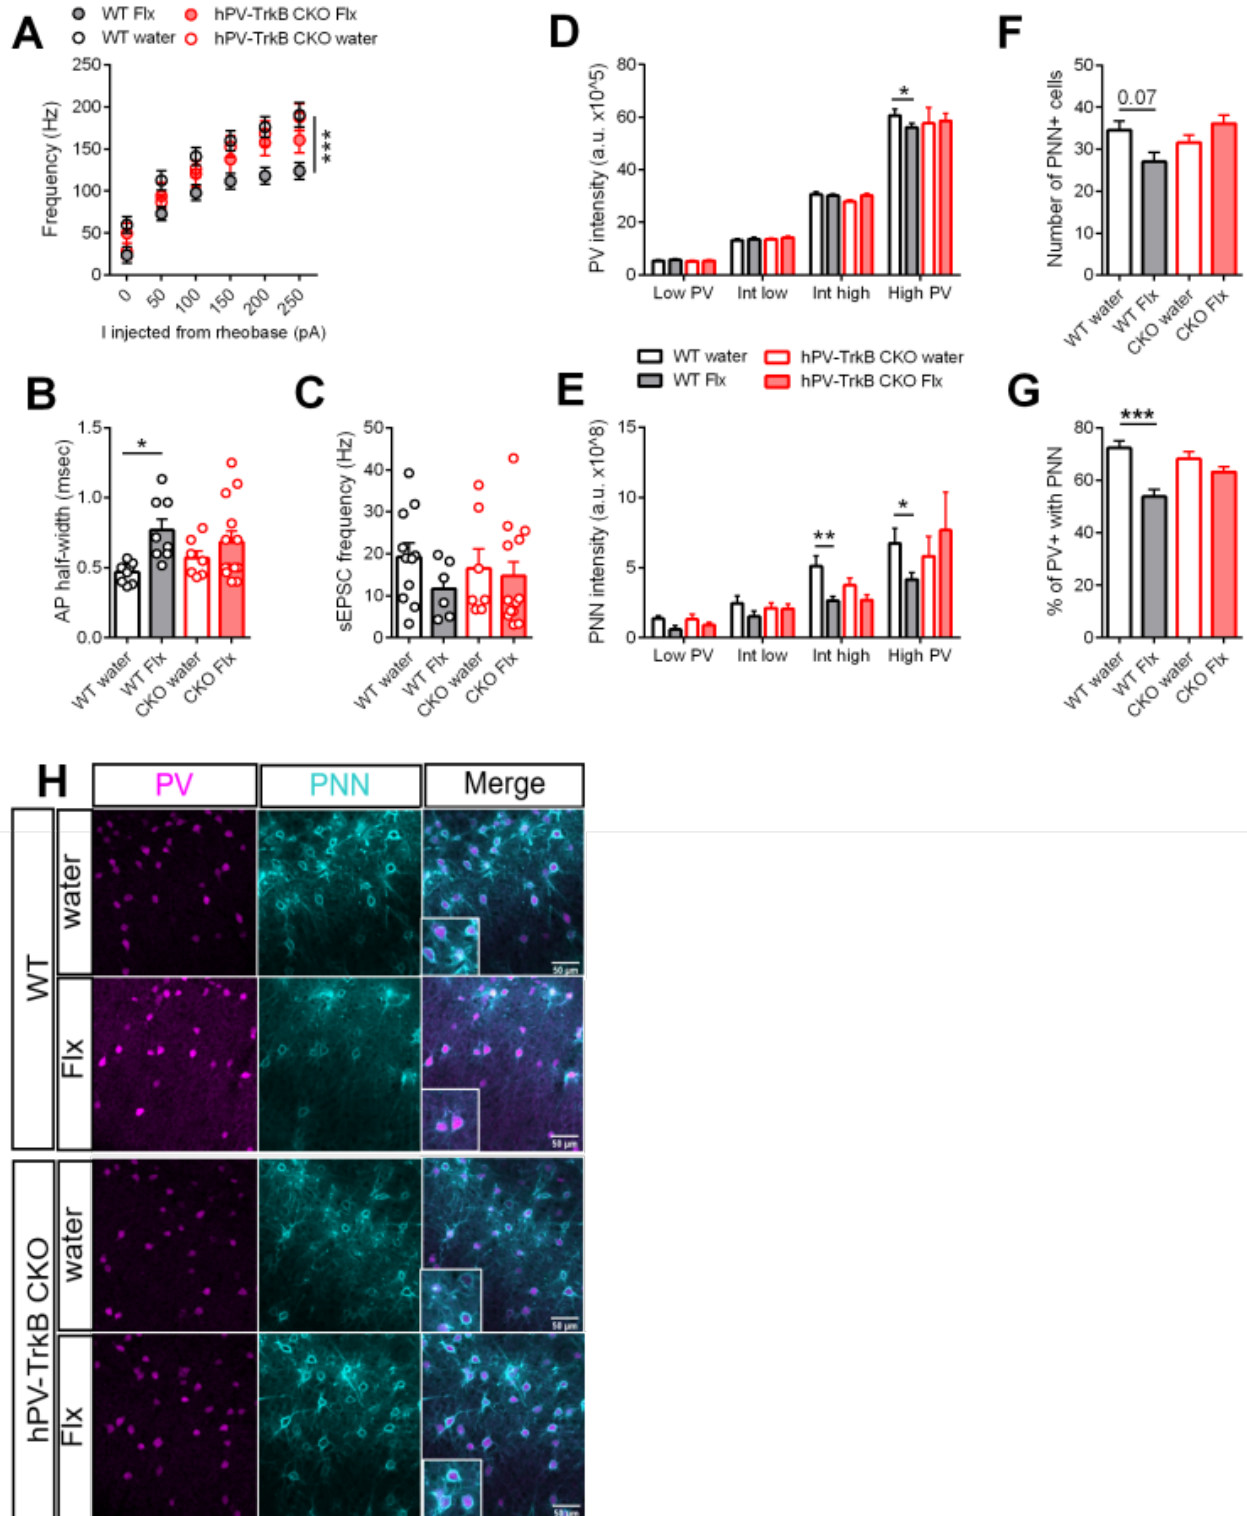 A
WT Flx
hPV-TrkB CKO Flx
WT water
hPV-TrkB CKO water
Frequency (Hz)
250
200
150
100
50
0
***
0
50
100
150
200
250
I injected from rheobase (pA)
D
PV intensity (a.u. x10^5)
80
60
40
20
0
*
Low PV
Int low
Int high
High PV
WT water
hPV-TrkB CKO water
WT Flx
hPV-TrkB CKO Flx
F
Number of PNN+ cells
50
40
30
20
10
0
0.07
WT water
WT Flx
CKO water
CKO Flx
B
AP half-width (msec)
1.5
1.0
0.5
0.0
*
WT water
WT Flx
CKO water
CKO Flx
C
sEPSC frequency (Hz)
50
40
30
20
10
0
WT water
WT Flx
CKO water
CKO Flx
E
PNN intensity (a.u. x10^8)
15
10
5
0
**
*
Low PV
Int low
Int high
High PV
G
% of PV+ with PNN
80
60
40
20
0
***
WT water
WT Flx
CKO water
CKO Flx
H
PV
PNN
Merge
WT
water
50 µm
Flx
50 µm
hPV-TrkB CKO
water
50 µm
Flx
50µm